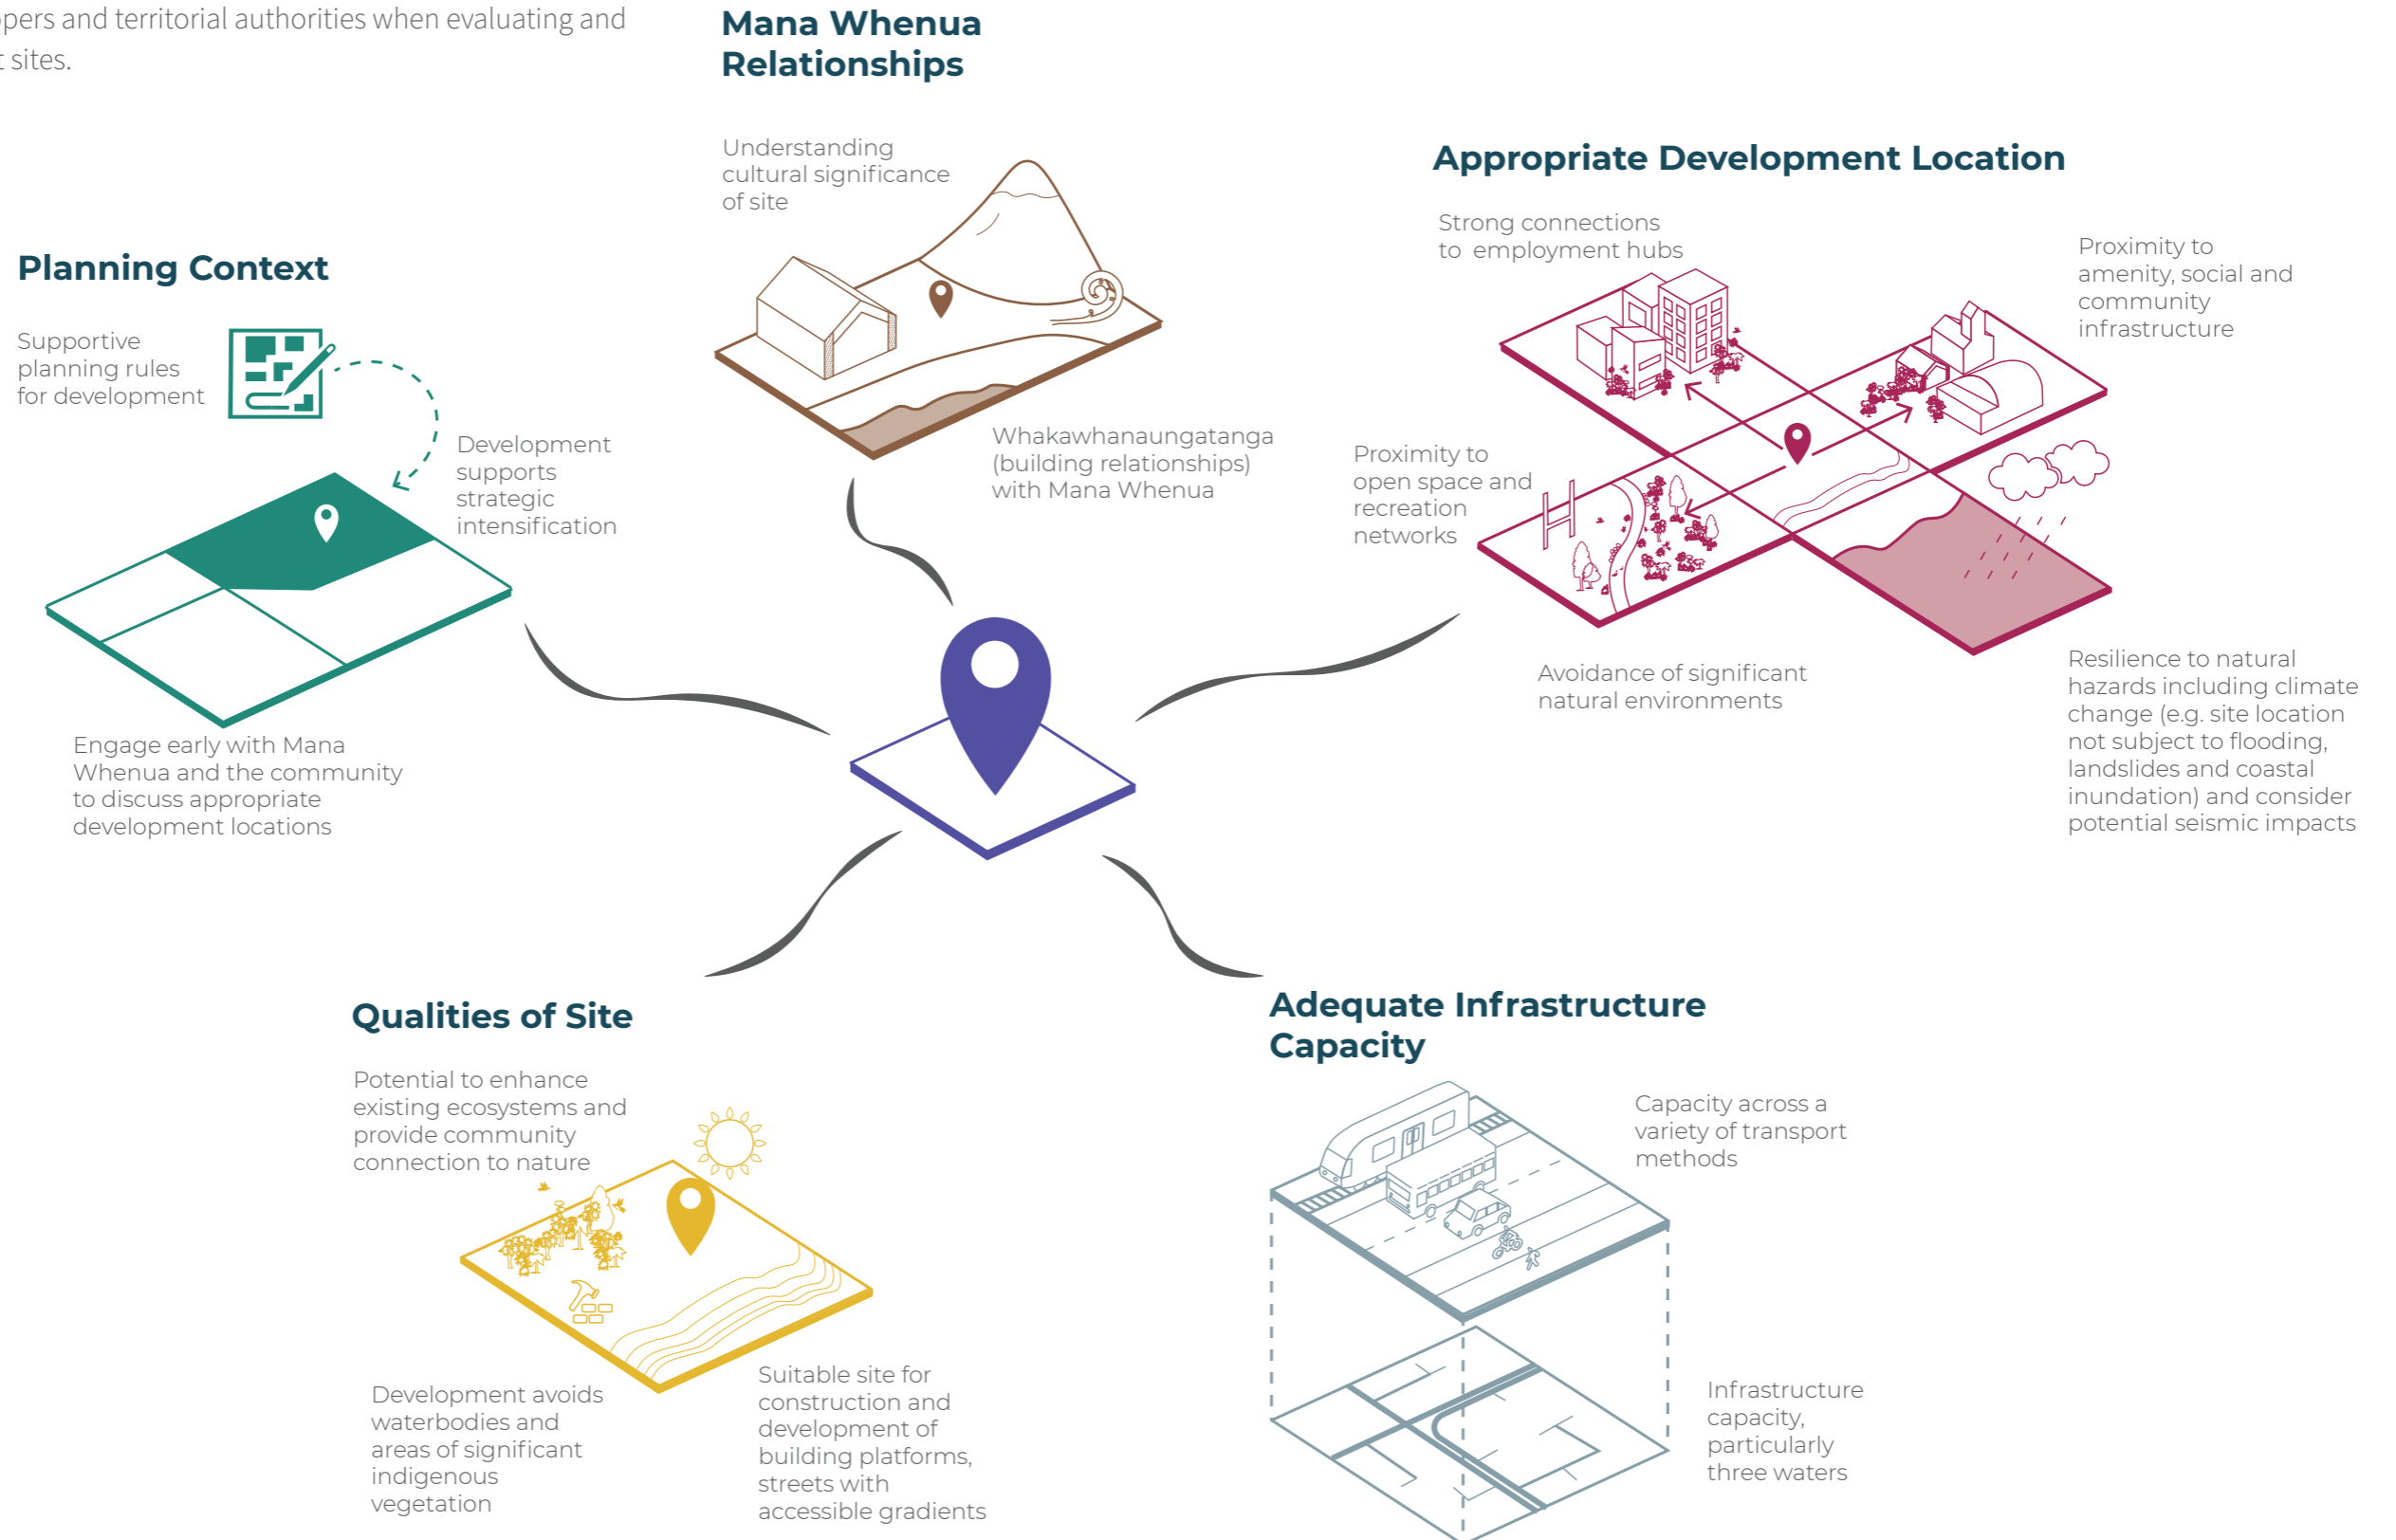 and territorial authorities when evaluating and
sites.
Mana Whenua
Relationships
Understanding
cultural significance
of site
Whakawhanaungatanga
(building relationships)
with Mana Whenua
Planning Context
Supportive
planning rules
for development
Development
supports
strategic
intensification
Engage early with Mana
Whenua and the community
to discuss appropriate
development locations
Appropriate Development Location
Strong connections
to employment hubs
Proximity to
amenity, social and
community
infrastructure
Proximity to
open space and
recreation
networks
Avoidance of significant
natural environments
Resilience to natural
hazards including climate
change (e.g. site location
not subject to flooding,
landslides and coastal
inundation) and consider
potential seismic impacts
Qualities of Site
Potential to enhance
existing ecosystems and
provide community
connection to nature
Development avoids
waterbodies and
areas of significant
indigenous
vegetation
Suitable site for
construction and
development of
building platforms,
streets with
accessible gradients
Adequate Infrastructure
Capacity
Capacity across a
variety of transport
methods
Infrastructure
capacity,
particularly
three waters